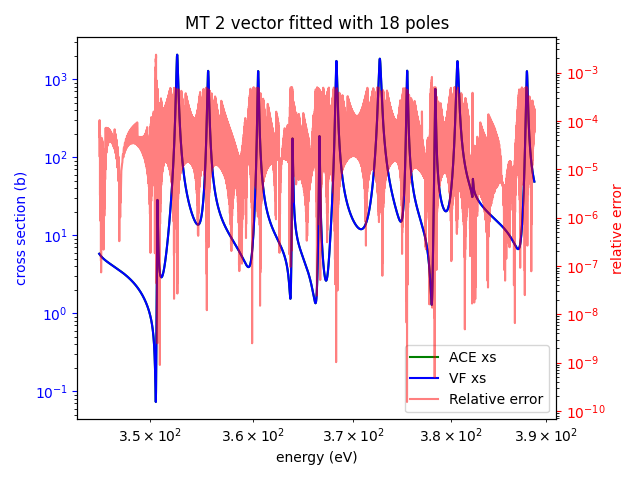 MT 2 vector fitted with 18 poles
cross section (b)
10³
10²
10¹
10⁰
10⁻¹
10⁻³
10⁻⁴
10⁻⁵
10⁻⁶
10⁻⁷
10⁻⁸
10⁻⁹
10⁻¹⁰
relative error
ACE xs
VF xs
Relative error
3.5 × 10² 3.6 × 10² 3.7 × 10² 3.8 × 10² 3.9 × 10²
energy (eV)